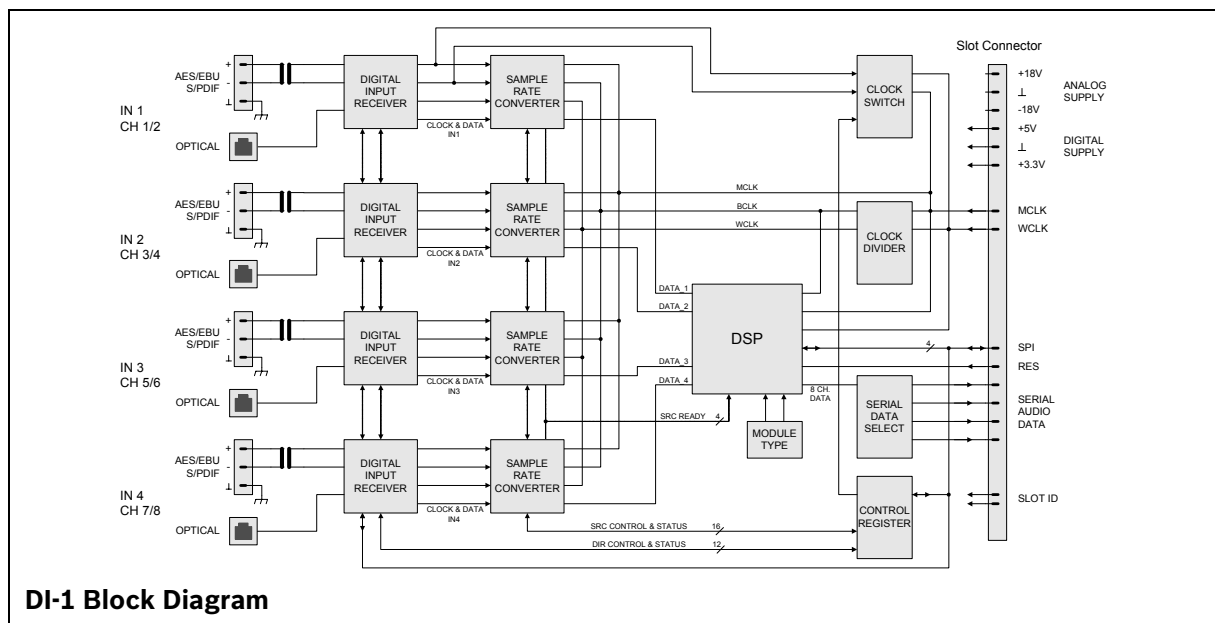 Slot Connector
+
AES/EBU
S/PDIF
-
⊥
IN 1
CH 1/2
OPTICAL
DIGITAL
INPUT
RECEIVER
CLOCK & DATA
IN1
SAMPLE
RATE
CONVERTER
CLOCK
SWITCH
+18V
⊥
-18V
ANALOG
SUPPLY
+5V
⊥
+3.3V
DIGITAL
SUPPLY
+
AES/EBU
S/PDIF
-
⊥
IN 2
CH 3/4
OPTICAL
DIGITAL
INPUT
RECEIVER
CLOCK & DATA
IN2
SAMPLE
RATE
CONVERTER
MCLK
BCLK
WCLK
CLOCK
DIVIDER
MCLK
WCLK
+
AES/EBU
S/PDIF
-
⊥
IN 3
CH 5/6
OPTICAL
DIGITAL
INPUT
RECEIVER
CLOCK & DATA
IN3
SAMPLE
RATE
CONVERTER
DATA_1
DATA_2
DATA_3
DATA_4
DSP
4
SPI
RES
8 CH.
DATA
SERIAL
DATA
SELECT
SERIAL
AUDIO
DATA
SRC READY
4
MODULE
TYPE
+
AES/EBU
S/PDIF
-
⊥
IN 4
CH 7/8
OPTICAL
DIGITAL
INPUT
RECEIVER
CLOCK & DATA
IN4
SAMPLE
RATE
CONVERTER
SRC CONTROL & STATUS
16
DIR CONTROL & STATUS
12
CONTROL
REGISTER
SLOT ID
DI-1 Block Diagram